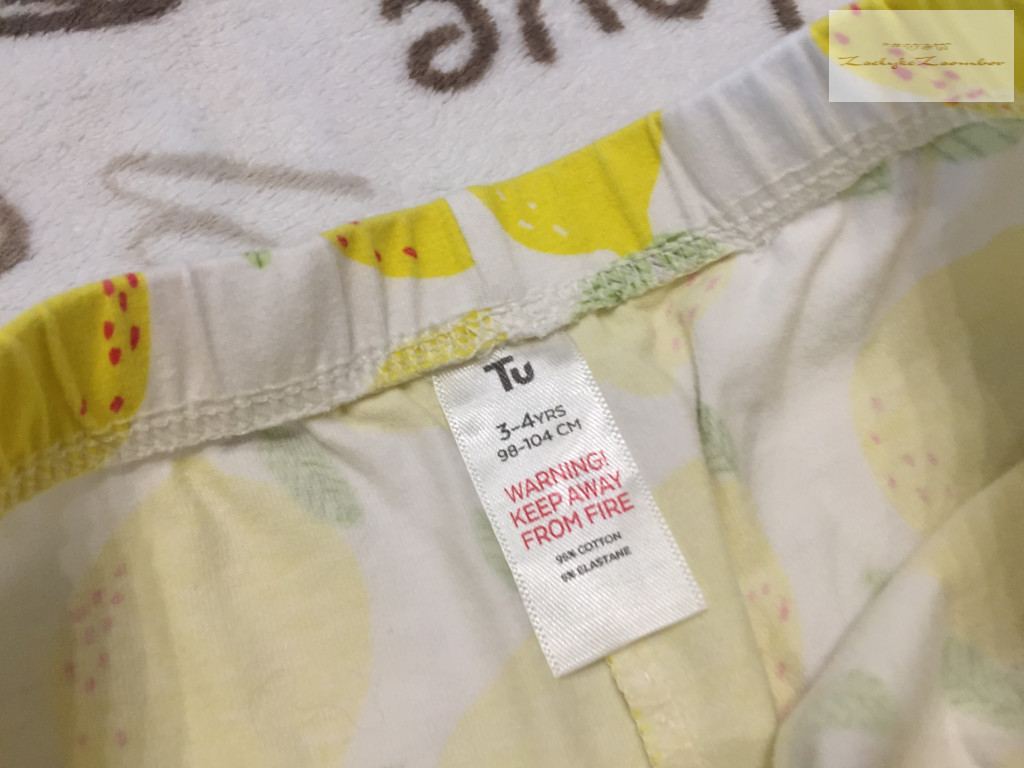 Tu
3-4YRS
98-104 CM
WARNING!
KEEP AWAY
FROM FIRE
95% COTTON
5% ELASTANE